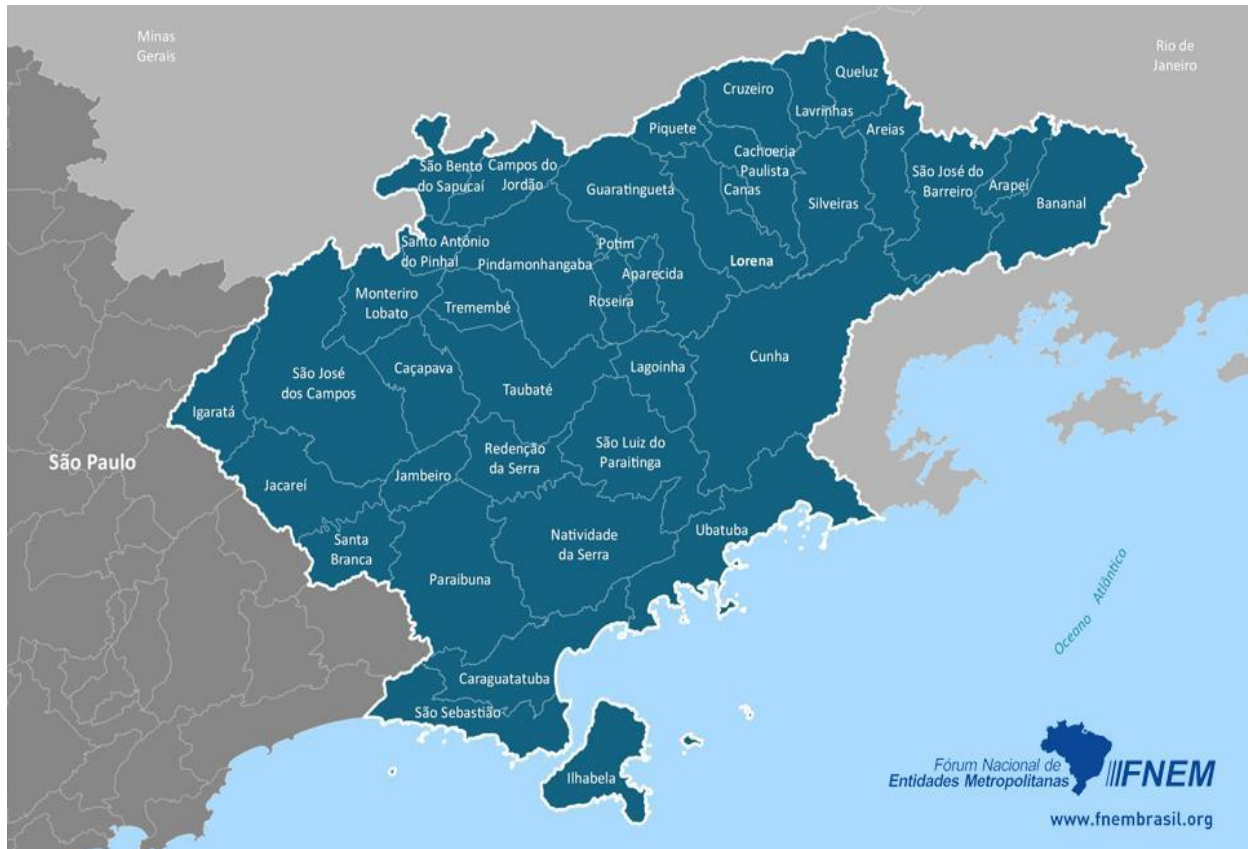 Minas
Gerais
Rio de
Janeiro
Queluz
Cruzeiro
Lavrinhas
Piquete
Areias
Cachoeria
Paulista
São Bento
do Sapucaí
Campos do
Jordão
Guaratinguetá
Canas
Silveiras
São José do
Barreiro
Arapeí
Bananal
Santo Antônio
do Pinhal
Pindamonhangaba
Potim
Aparecida
Lorena
Monteriro
Lobato
Tremembé
Roseira
São José
dos Campos
Caçapava
Taubaté
Lagoinha
Cunha
Igaratá
São Paulo
Jacareí
Jambeiro
Redenção
da Serra
São Luiz do
Paraitinga
Santa
Branca
Natividade
da Serra
Ubatuba
Paraibuna
Oceano Atlântico
Caraguatatuba
São Sebastião
Ilhabela
Fórum Nacional de
Entidades Metropolitanas
FNEM
www.fnembrasil.org